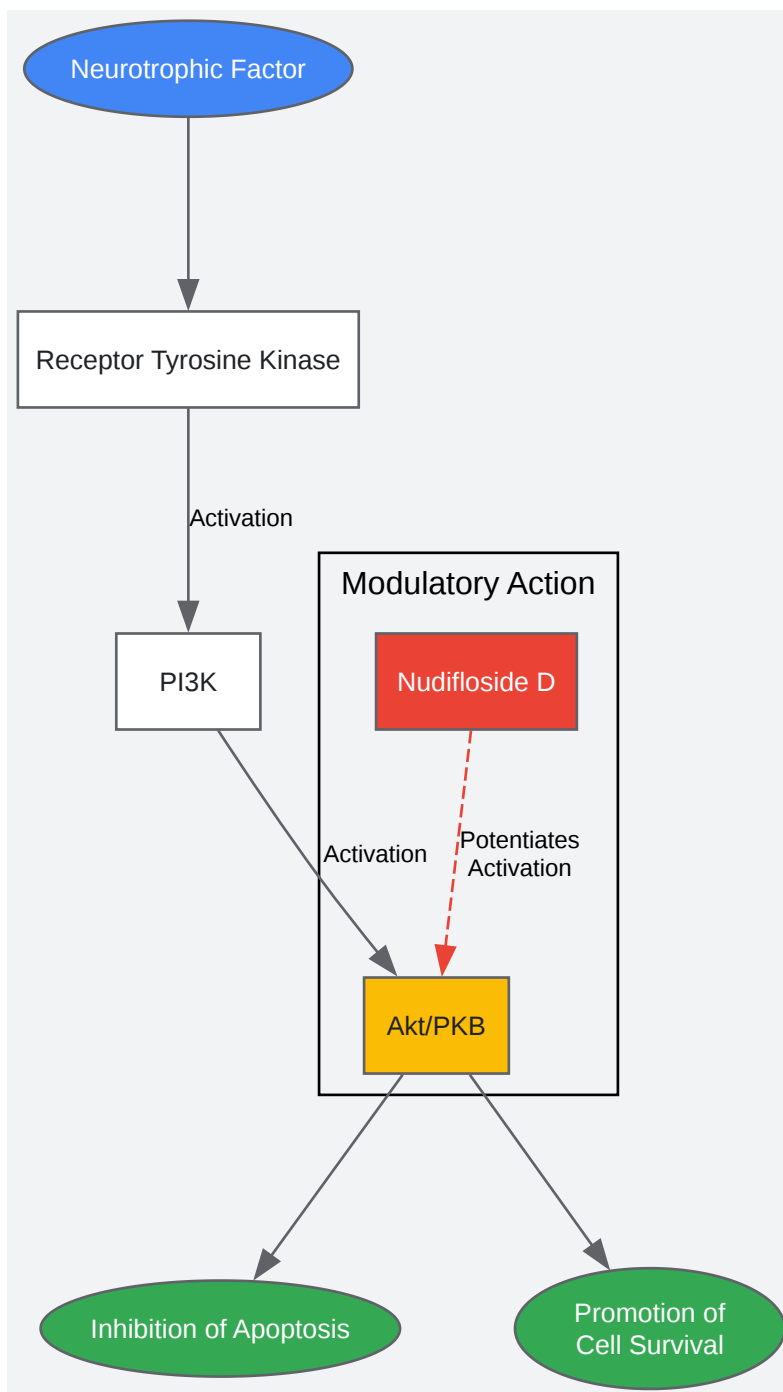 Neurotrophic Factor
Receptor Tyrosine Kinase
Activation
Modulatory Action
PI3K
Nudifloside D
Activation
Potentiates
Activation
Akt/PKB
Inhibition of Apoptosis
Promotion of
Cell Survival